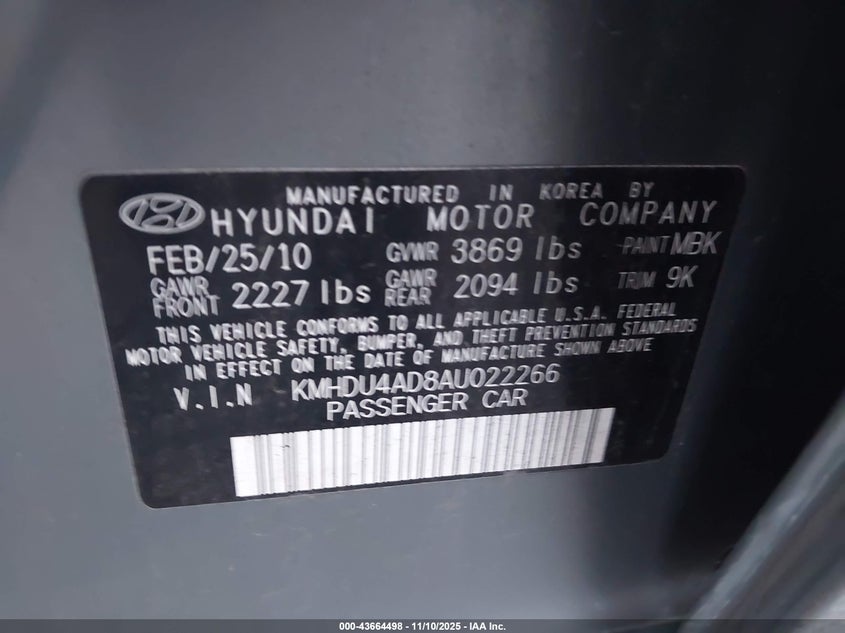 MANUFACTURED IN KOREA BY
HYUNDAI MOTOR COMPANY
FEB/25/10 GVWR 3869 lbs PAINT MBK
GAWR FRONT 2227 lbs GAWR REAR 2094 lbs TRIM 9K
THIS VEHICLE CONFORMS TO ALL APPLICABLE U.S.A. FEDERAL
MOTOR VEHICLE SAFETY, BUMPER, AND THEFT PREVENTION STANDARDS
IN EFFECT ON THE DATE OF MANUFACTURE SHOWN ABOVE
V.I.N KMHDU4AD8AU022266
PASSENGER CAR
000-43664498 - 11/10/2025 - IAA Inc.